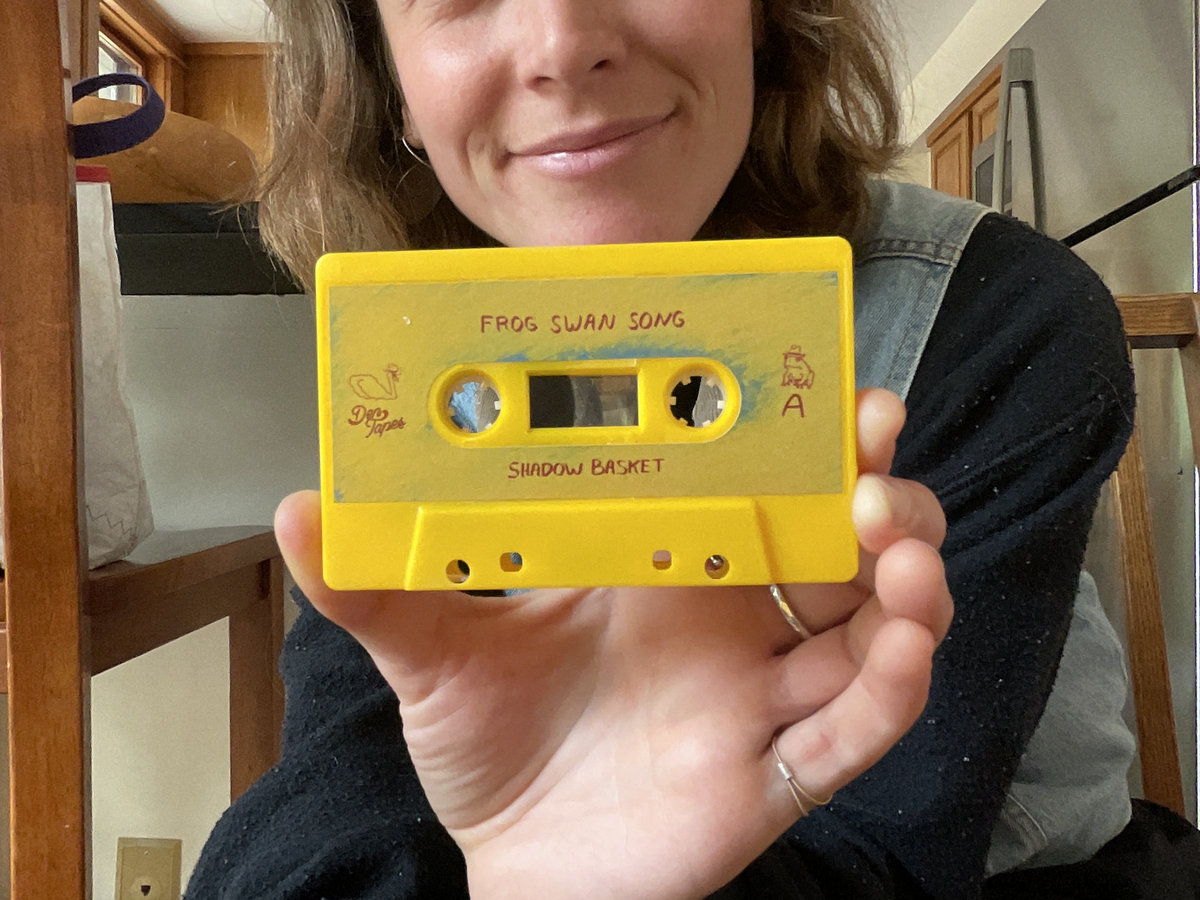 FROG SWAN SONG
Den
Tapes
A
SHADOW BASKET